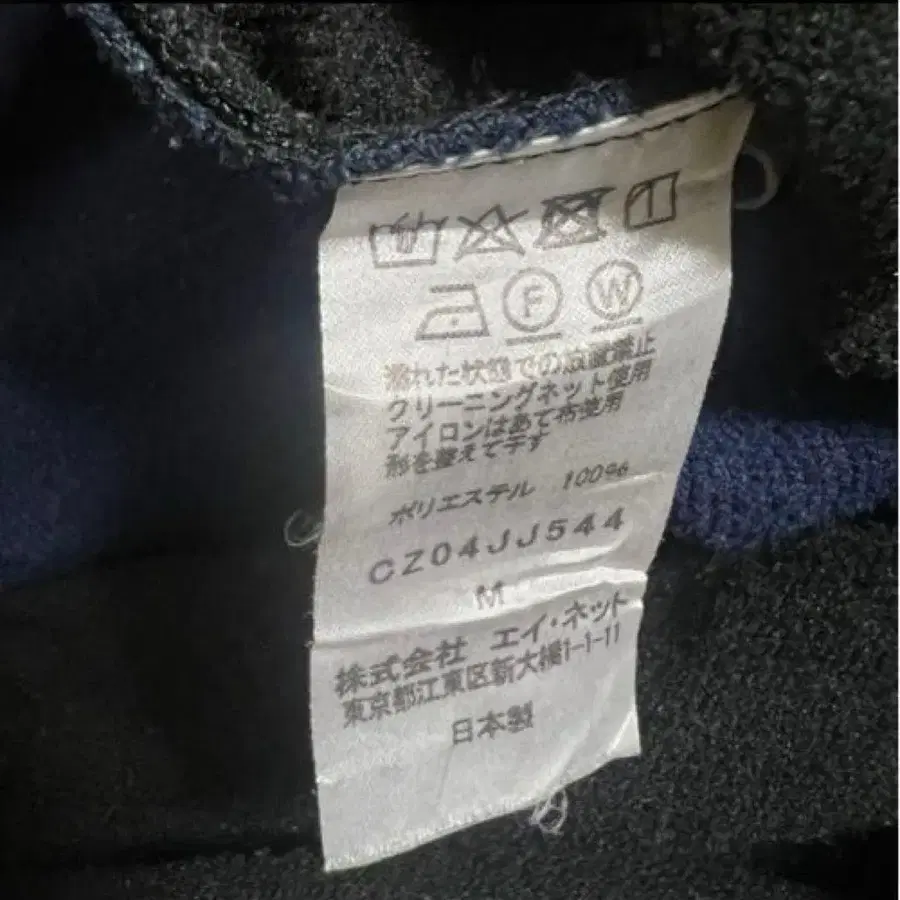 F W
濡れた状態での放置禁止
クリーニングネット使用
アイロンはあて布使用
形を整えて干す
ポリエステル 100%
CZ04JJ544
M
株式会社 エイ・ネット
東京都江東区新大橋1-1-11
日本製